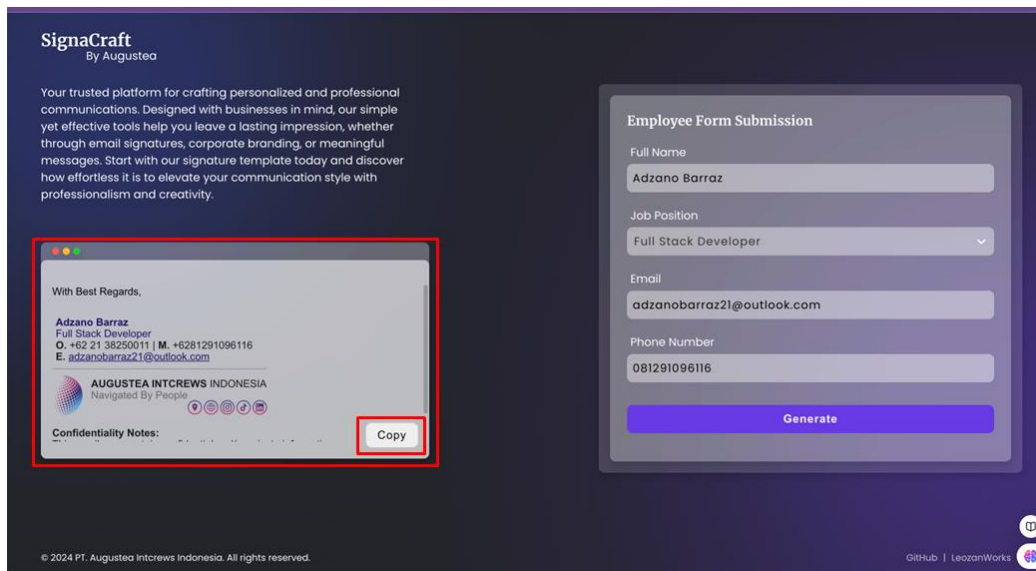 SignaCraft
By Augustea
Your trusted platform for crafting personalized and professional
communications. Designed with businesses in mind, our simple
yet effective tools help you leave a lasting impression, whether
through email signatures, corporate branding, or meaningful
messages. Start with our signature template today and discover
how effortless it is to elevate your communication style with
professionalism and creativity.
With Best Regards,
Adzano Barraz
Full Stack Developer
O. +62 21 38250011 | M. +6281291096116
E. adzanobarraz21@outlook.com
AUGUSTEA INTCREWS INDONESIA
Navigated By People
Confidentiality Notes:
Copy
Employee Form Submission
Full Name
Adzano Barraz
Job Position
Full Stack Developer
Email
adzanobarraz21@outlook.com
Phone Number
081291096116
Generate
© 2024 PT. Augustea Intcrews Indonesia. All rights reserved.
GitHub | LeozanWorks